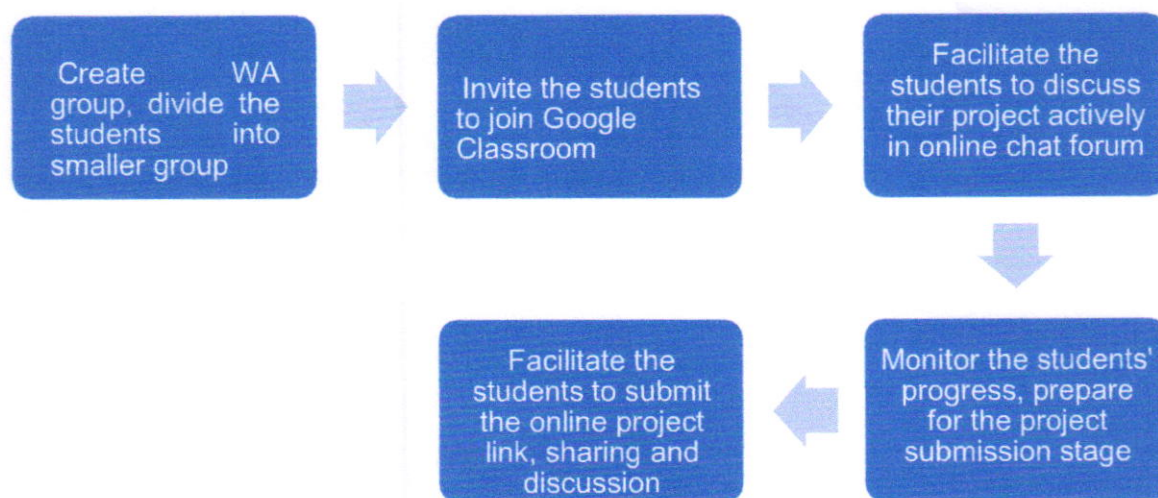 Create WA
group, divide the
students into
smaller group
Invite the students
to join Google
Classroom
Facilitate the
students to discuss
their project actively
in online chat forum
Monitor the students'
progress, prepare
for the project
submission stage
Facilitate the
students to submit
the online project
link, sharing and
discussion